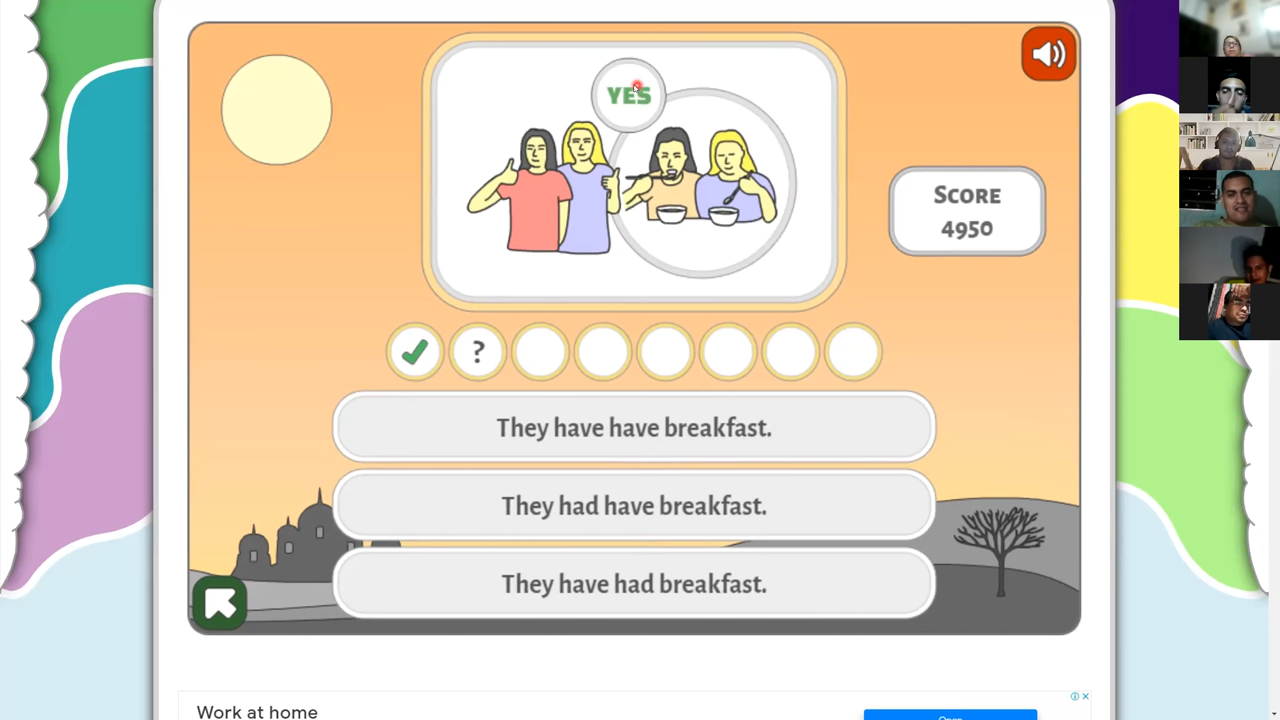 YES
SCORE
4950
?
They have have breakfast.
They had have breakfast.
They have had breakfast.
Work at home